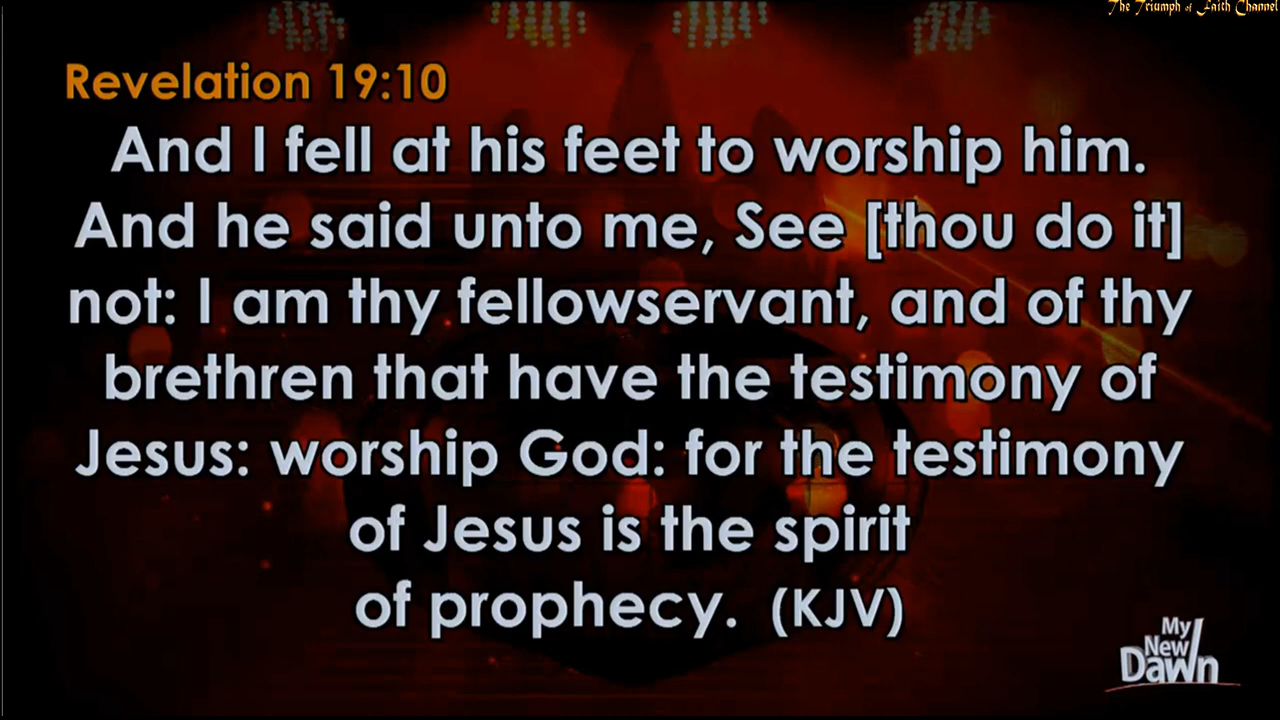 The Triumph of Faith Channel
Revelation 19:10
And I fell at his feet to worship him.
And he said unto me, See [thou do it]
not: I am thy fellowservant, and of thy
brethren that have the testimony of
Jesus: worship God: for the testimony
of Jesus is the spirit
of prophecy. (KJV)
My
New
Dawn